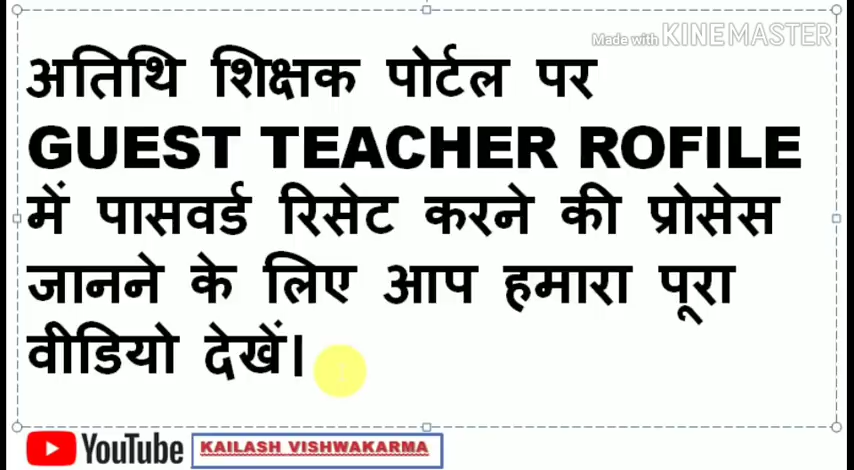 Made with KINEMASTER
अतिथि शिक्षक पोर्टल पर
GUEST TEACHER ROFILE
में पासवर्ड रिसेट करने की प्रोसेस
जानने के लिए आप हमारा पूरा
वीडियो देखें।
YouTube KAILASH VISHWAKARMA